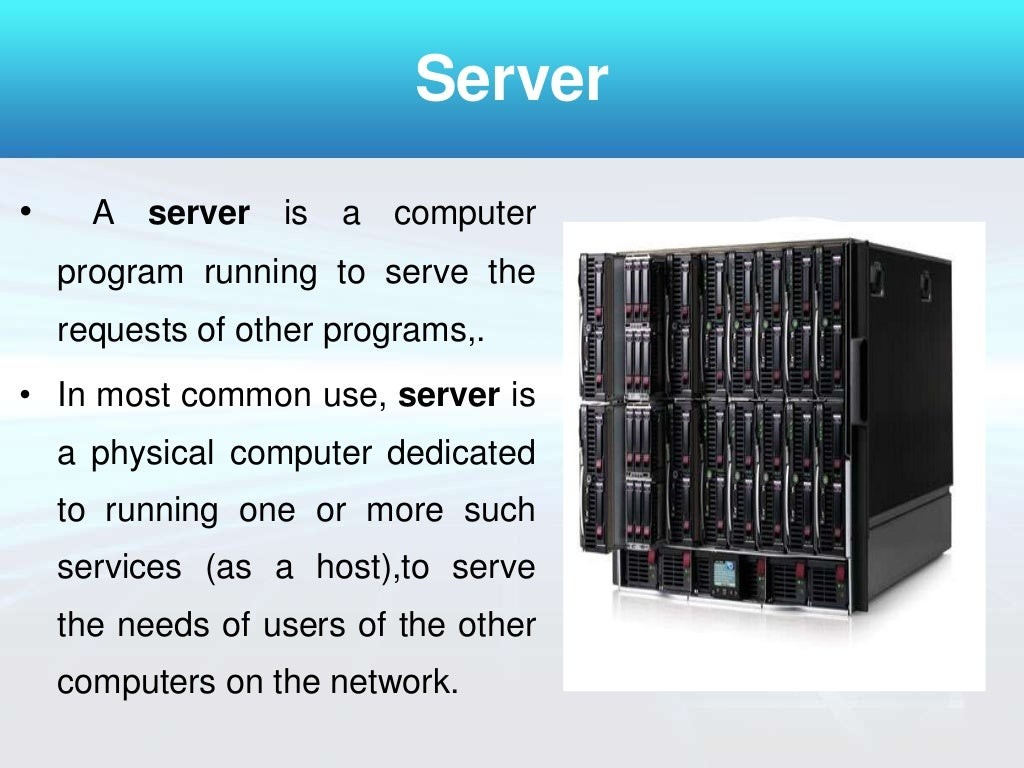 Server
• A server is a computer
program running to serve the
requests of other programs,.
• In most common use, server is
a physical computer dedicated
to running one or more such
services (as a host),to serve
the needs of users of the other
computers on the network.